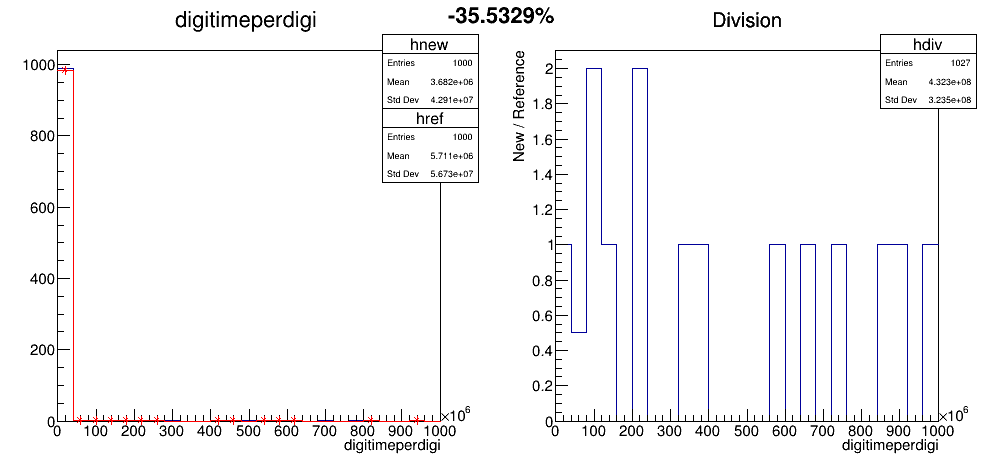 digitimeperdigi
-35.5329%
Division
hnew
Entries 1000
Mean 3.682e+06
Std Dev 4.291e+07
href
Entries 1000
Mean 5.711e+06
Std Dev 5.673e+07
1000
800
600
400
200
0
0 100 200 300 400 500 600 700 800 900 1000
×10⁶
digitimeperdigi
hdiv
Entries 1027
Mean 4.323e+08
Std Dev 3.235e+08
New / Reference
2
1.8
1.6
1.4
1.2
1
0.8
0.6
0.4
0.2
0
0 100 200 300 400 500 600 700 800 900 1000
×10⁶
digitimeperdigi